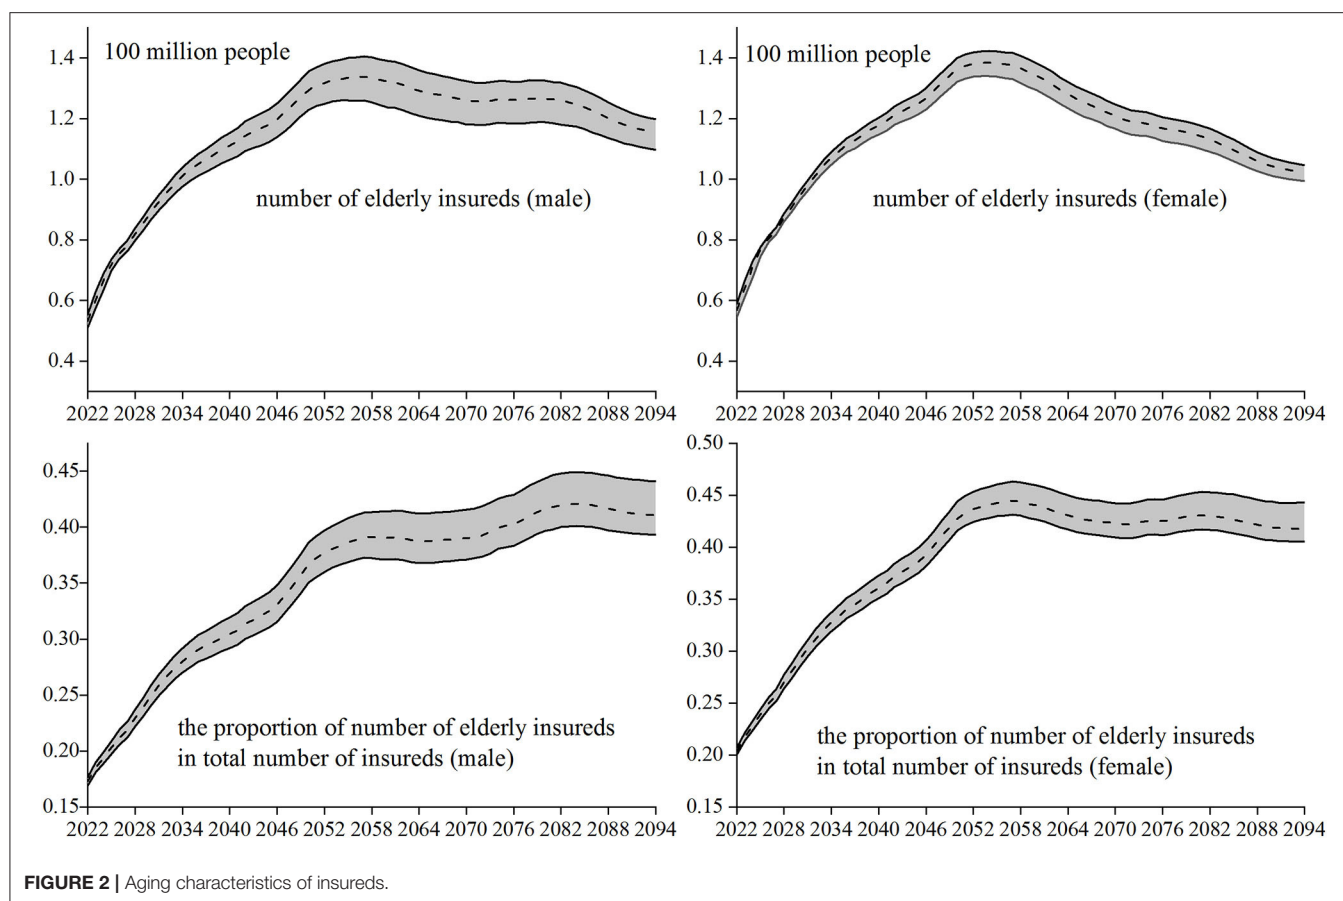 100 million people
1.4
1.2
1.0
0.8
0.6
0.4
number of elderly insureds (male)
2022 2028 2034 2040 2046 2052 2058 2064 2070 2076 2082 2088 2094
100 million people
1.4
1.2
1.0
0.8
0.6
0.4
number of elderly insureds (female)
2022 2028 2034 2040 2046 2052 2058 2064 2070 2076 2082 2088 2094
0.45
0.40
0.35
0.30
0.25
0.20
0.15
the proportion of number of elderly insureds
in total number of insureds (male)
2022 2028 2034 2040 2046 2052 2058 2064 2070 2076 2082 2088 2094
0.50
0.45
0.40
0.35
0.30
0.25
0.20
0.15
the proportion of number of elderly insureds
in total number of insureds (female)
2022 2028 2034 2040 2046 2052 2058 2064 2070 2076 2082 2088 2094
FIGURE 2 | Aging characteristics of insureds.